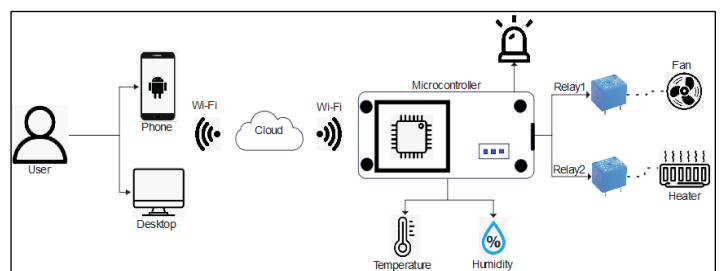 User
Phone
Desktop
Wi-Fi
Cloud
Wi-Fi
Microcontroller
Relay1
Fan
Relay2
Heater
Temperature
%
Humidity